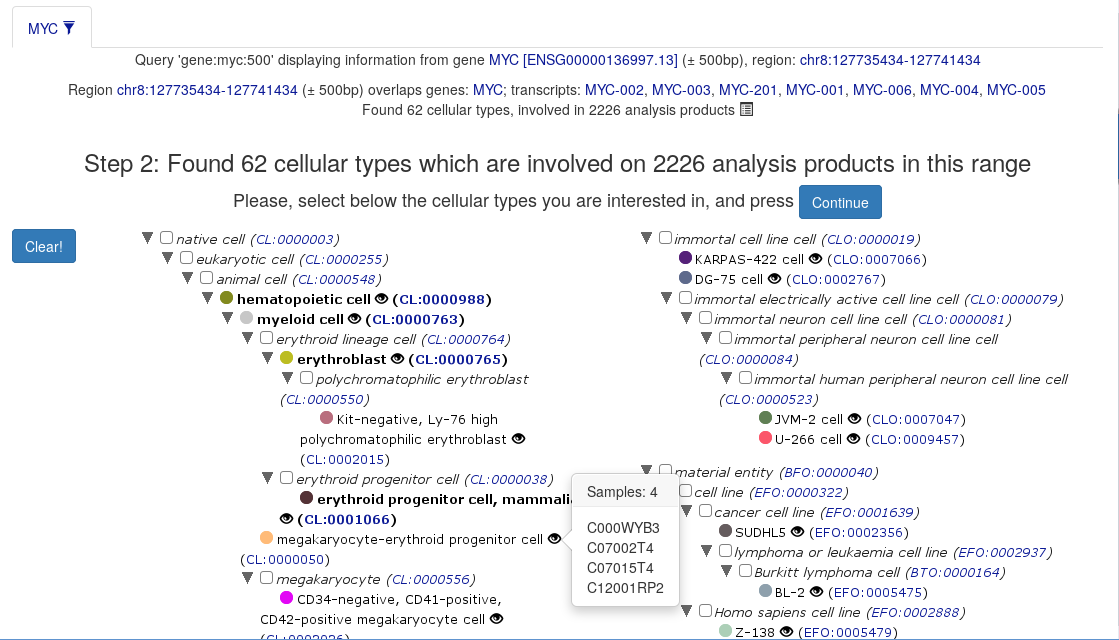 MYC
Query 'gene:myc:500' displaying information from gene MYC [ENSG00000136997.13] (± 500bp), region: chr8:127735434-127741434
Region chr8:127735434-127741434 (± 500bp) overlaps genes: MYC; transcripts: MYC-002, MYC-003, MYC-201, MYC-001, MYC-006, MYC-004, MYC-005
Found 62 cellular types, involved in 2226 analysis products
Step 2: Found 62 cellular types which are involved on 2226 analysis products in this range
Please, select below the cellular types you are interested in, and press Continue
Clear!
native cell (CL:0000003)
eukaryotic cell (CL:0000255)
animal cell (CL:0000548)
hematopoietic cell (CL:0000988)
myeloid cell (CL:0000763)
erythroid lineage cell (CL:0000764)
erythroblast (CL:0000765)
polychromatophilic erythroblast
(CL:0000550)
Kit-negative, Ly-76 high
polychromatophilic erythroblast
(CL:0002015)
erythroid progenitor cell (CL:0000038)
erythroid progenitor cell,
(CL:0001066)
megakaryocyte-erythroid progenitor cell
(CL:0000050)
megakaryocyte (CL:0000556)
CD34-negative, CD41-positive,
CD42-positive megakaryocyte cell
(CL:0002026)
Samples: 4
C000WYB3
C07002T4
C07015T4
C12001RP2
immortal cell line cell (CLO:0000019)
KARPAS-422 cell (CLO:0007066)
DG-75 cell (CLO:0002767)
immortal electrically active cell line cell (CLO:0000079)
immortal neuron cell line cell (CLO:0000081)
immortal peripheral neuron cell line cell
(CLO:0000084)
immortal human peripheral neuron cell line cell
(CLO:0000523)
JVM-2 cell (CLO:0007047)
U-266 cell (CLO:0009457)
material entity (BFO:0000040)
cell line (EFO:0000322)
cancer cell line (EFO:0001639)
SUDHL5 (EFO:0002356)
lymphoma or leukaemia cell line (EFO:0002937)
Burkitt lymphoma cell (BTO:0000164)
BL-2 (EFO:0005475)
Homo sapiens cell line (EFO:0002888)
Z-138 (EFO:0005479)